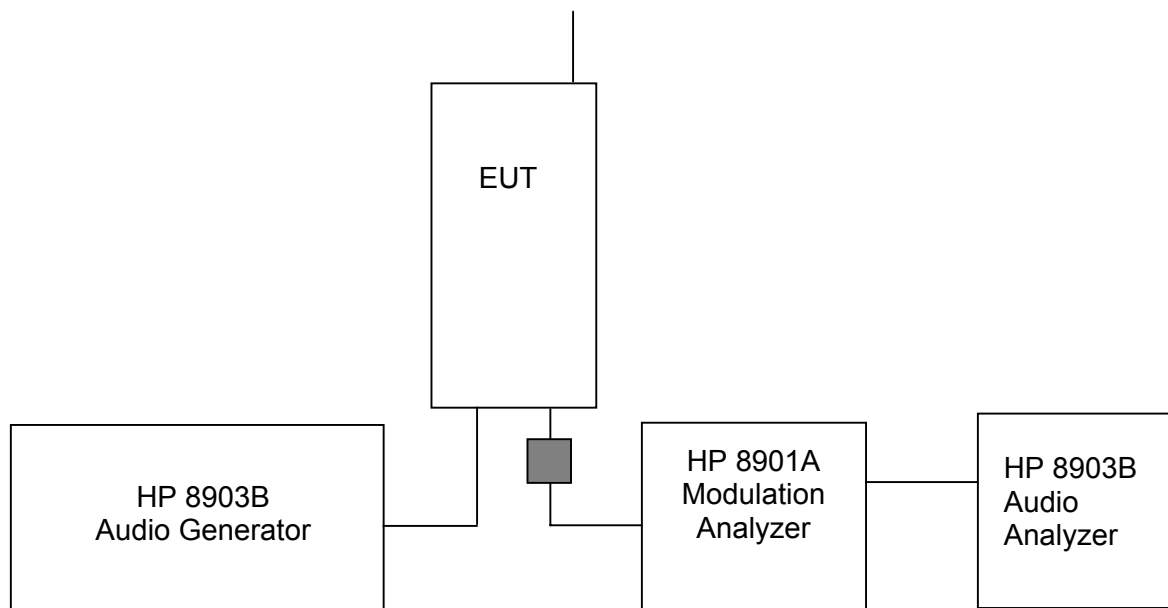 EUT
HP 8903B
Audio Generator
HP 8901A
Modulation
Analyzer
HP 8903B
Audio
Analyzer